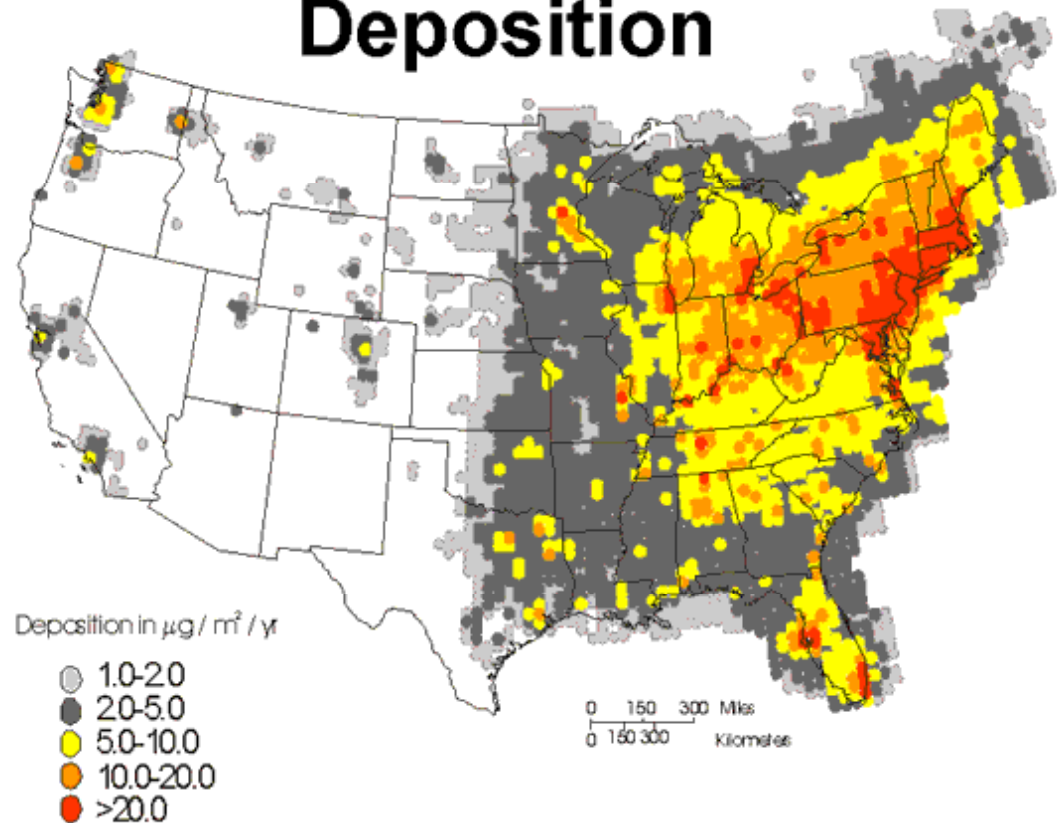 Deposition
Deposition in μg / m² / yr
1.0-2.0
2.0-5.0
5.0-10.0
10.0-20.0
>20.0
0 150 300 Miles
0 150 300 Kilometers